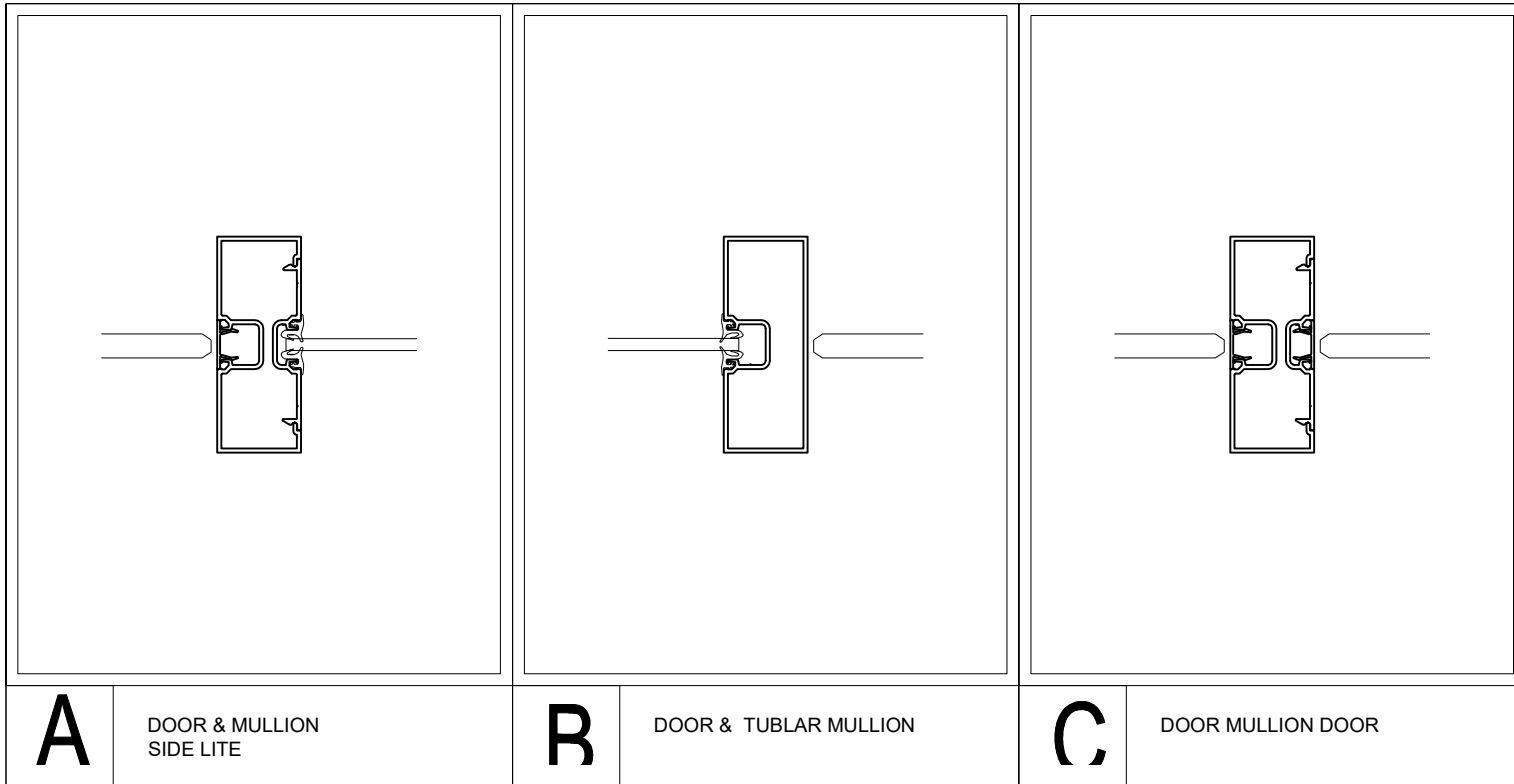 A
DOOR & MULLION
SIDE LITE
B
DOOR & TUBLAR MULLION
C
DOOR MULLION DOOR